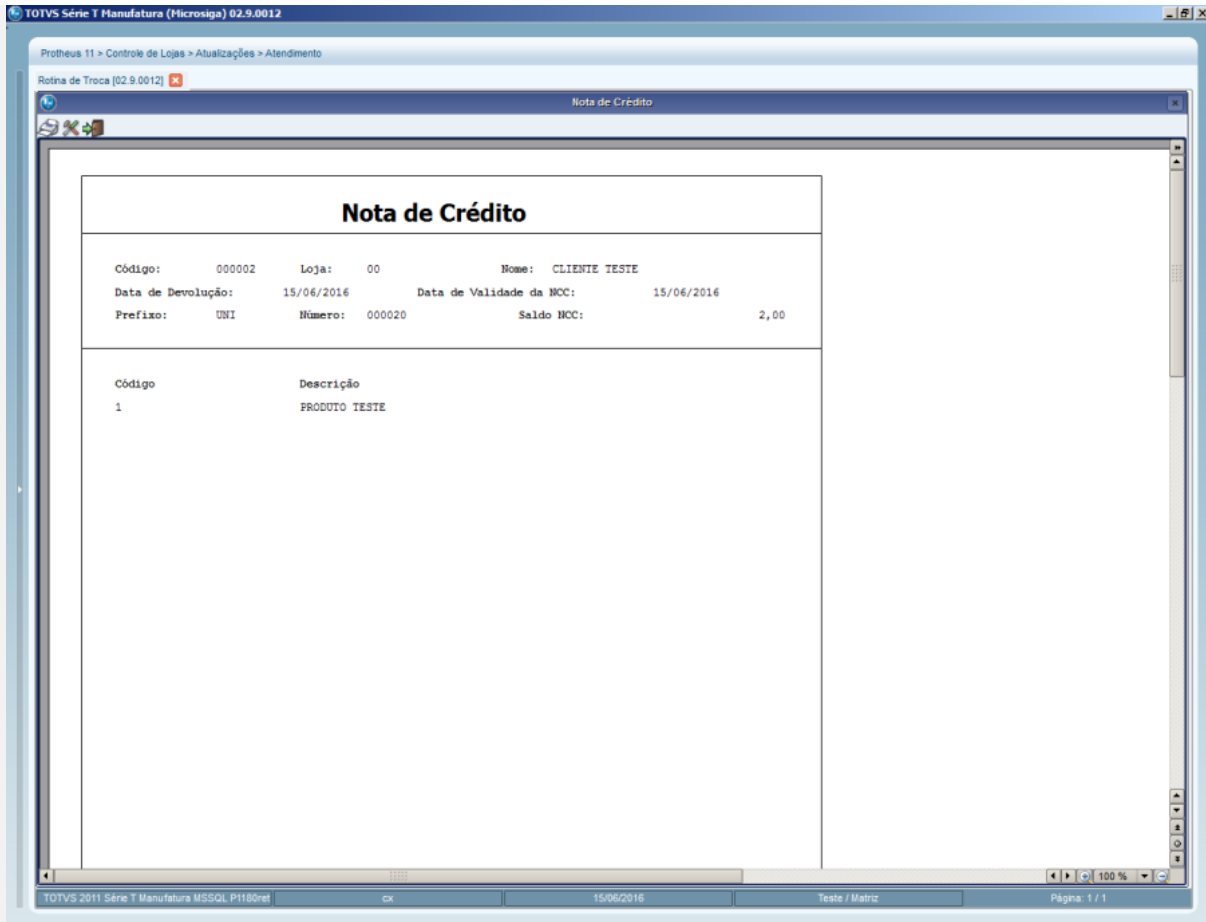 TOTVS Série T Manufatura (Microsiga) 02.9.0012
Protheus 11 > Controle de Lojas > Atualizações > Atendimento
Rotina de Troca [02.9.0012]
Nota de Crédito
Nota de Crédito
Código: 000002 Loja: 00 Nome: CLIENTE TESTE
Data de Devolução: 15/06/2016 Data de Validade da NCC: 15/06/2016
Prefixo: UNI Número: 000020 Saldo NCC: 2,00
Código Descrição
1 PRODUTO TESTE
100 %
TOTVS 2011 Série T Manufatura MSSQL P1180ret cx 15/06/2016 Teste / Matriz Página: 1 / 1